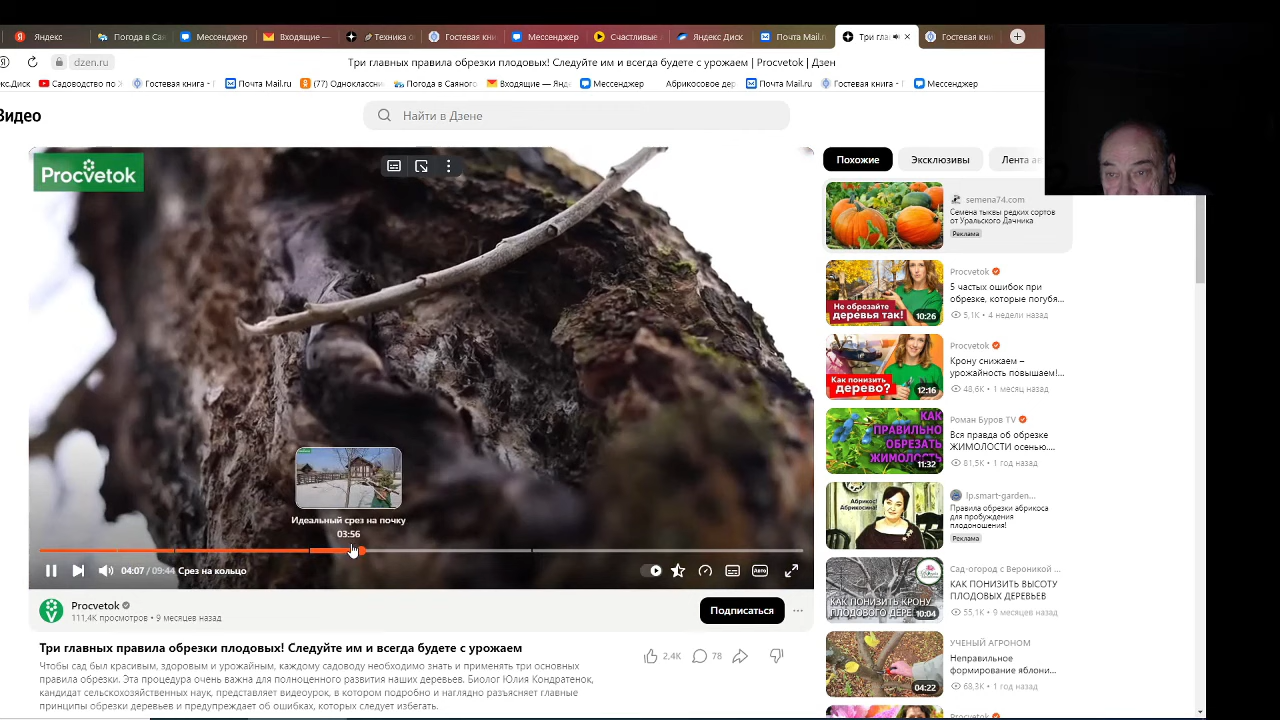 Яндекс
Погода в Сая
Мессенджер
Входящие —
Техника о
Гостевая кни
Мессенджер
Счастливые
Яндекс Диск
Почта Mail.ru
Три гла
Гостевая кни
dzen.ru
Три главных правила обрезки плодовых! Следуйте им и всегда будете с урожаем | Procvetok | Дзен
кс.Диск
Садоводство по
Гостевая книга - Г
Почта Mail.ru
(77) Одноклассн
Погода в Саяного
Входящие — Янд
Мессенджер
Абрикосовое дер
Почта Mail.ru
Гостевая книга - Г
Мессенджер
Видео
Найти в Дзене
Procvetok
Идеальный срез на почку
03:56
04:07 / 09:44 Срез на кольцо
Авто
Procvetok
111,4K просмотров • 9 месяцев назад
Подписаться
Три главных правила обрезки плодовых! Следуйте им и всегда будете с урожаем
2,4K
78
Чтобы сад был красивым, здоровым и урожайным, каждому садоводу необходимо знать и применять три основных
правила обрезки. Эта процедура очень важна для полноценного развития наших деревьев. Биолог Юлия Кондратенок,
кандидат сельскохозяйственных наук, представляет видеоурок, в котором подробно и наглядно разъясняет главные
принципы обрезки деревьев и предупреждает об ошибках, которых следует избегать.
Похожие
Эксклюзивы
Лента ав
semena74.com
Семена тыквы редких сортов
от Уральского Дачника
Реклама
Не обрезайте
деревья так!
10:26
Procvetok
5 частых ошибок при
обрезке, которые погубя...
5,1K • 4 недели назад
Как понизить
дерево?
12:16
Procvetok
Крону снижаем –
урожайность повышаем!...
48,6K • 1 месяц назад
КАК
ПРАВИЛЬНО
ОБРЕЗАТЬ
ЖИМОЛОСТЬ
11:32
Роман Буров TV
Вся правда об обрезке
ЖИМОЛОСТИ осенью....
81,5K • 1 год назад
Абрикос!
Абрикосина!
lp.smart-garden...
Правила обрезки абрикоса
для пробуждения
плодоношения!
Реклама
КАК ПОНИЗИТЬ КРОНУ
ПЛОДОВОГО ДЕРЕ
10:04
Сад-огород с Вероникой ...
КАК ПОНИЗИТЬ ВЫСОТУ
ПЛОДОВЫХ ДЕРЕВЬЕВ
55,1K • 9 месяцев назад
04:22
УЧЕНЫЙ АГРОНОМ
Неправильное
формирование яблони...
68,3K • 1 год назад